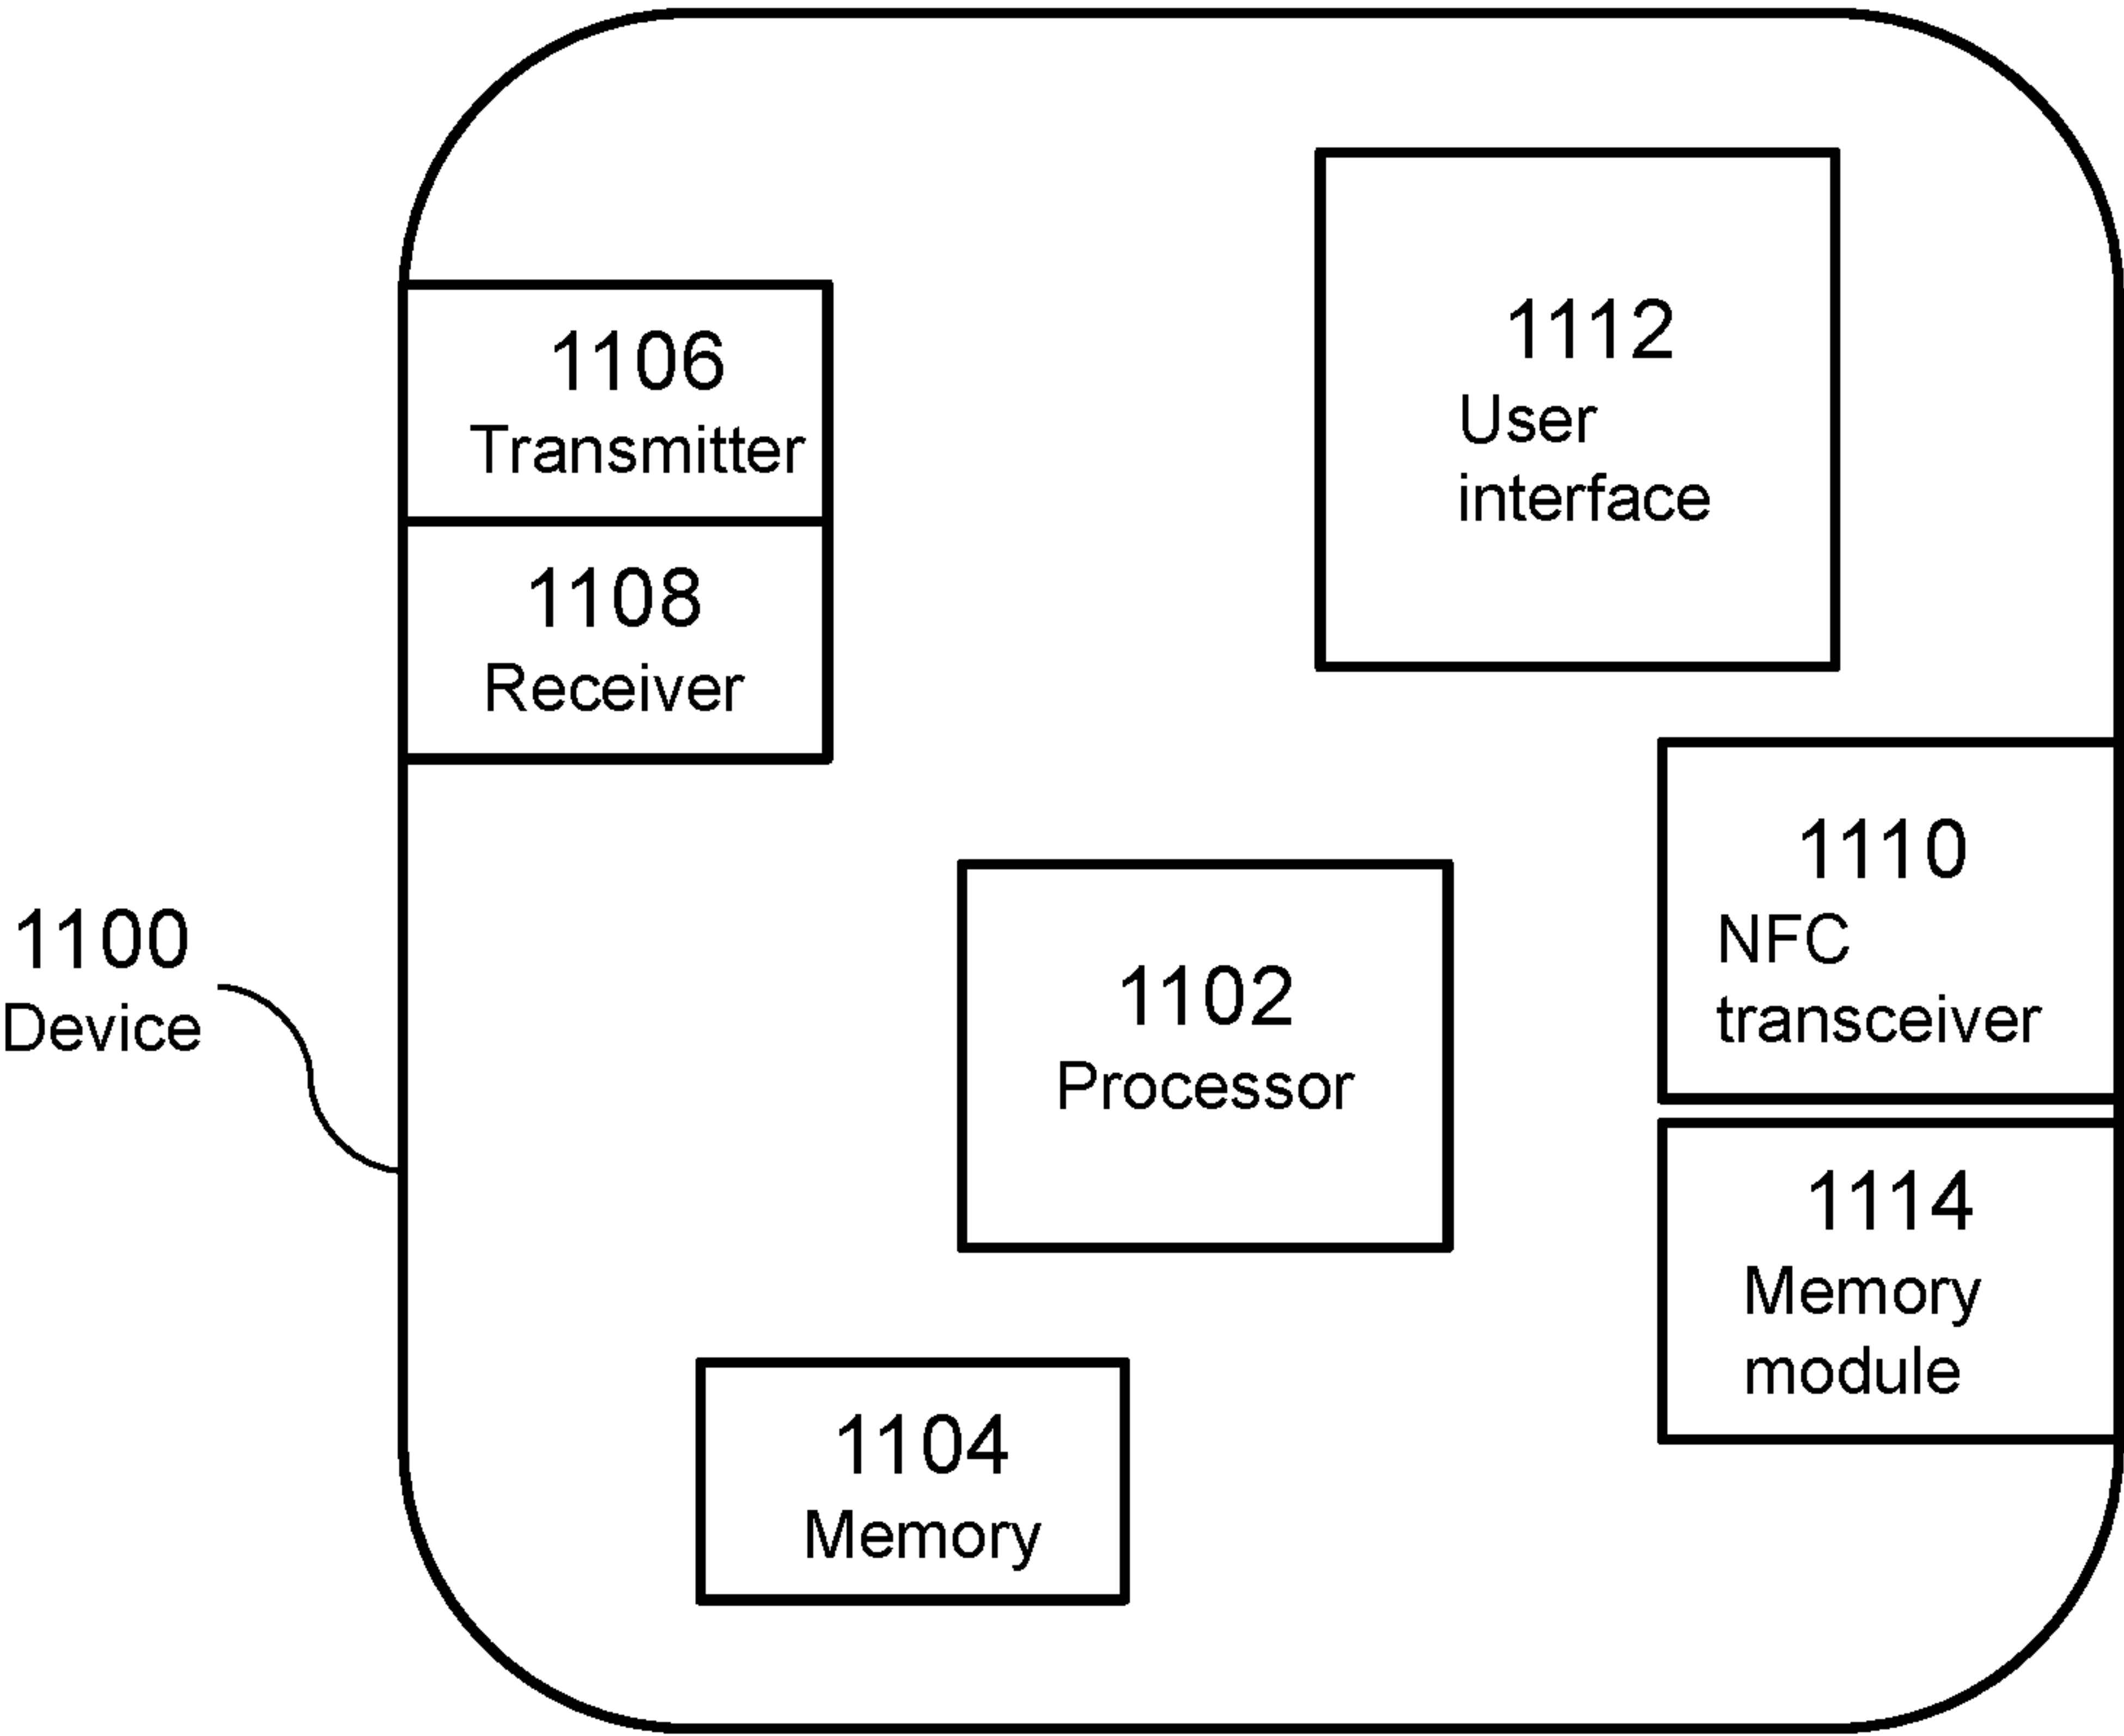 1112
User
interface
1106
Transmitter
1108
Receiver
1110
NFC
transceiver
1100
Device
1102
Processor
1114
Memory
module
1104
Memory